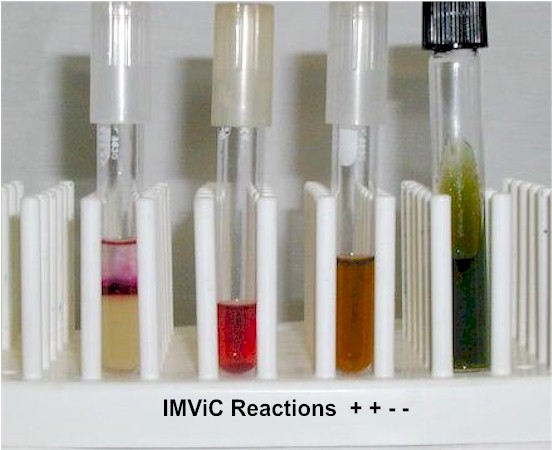 IMViC Reactions + + - -